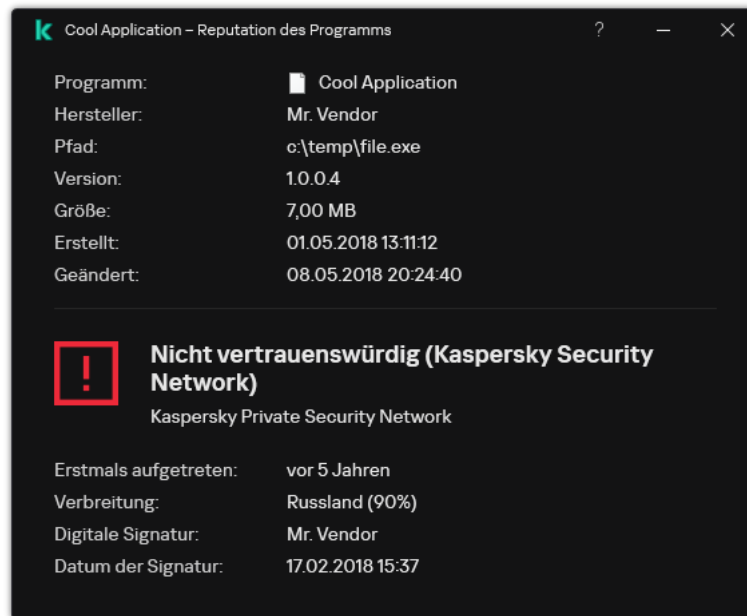 Cool Application – Reputation des Programms ?
Programm: Cool Application
Hersteller: Mr. Vendor
Pfad: c:\temp\file.exe
Version: 1.0.0.4
Größe: 7,00 MB
Erstellt: 01.05.2018 13:11:12
Geändert: 08.05.2018 20:24:40
Nicht vertrauenswürdig (Kaspersky Security
Network)
Kaspersky Private Security Network
Erstmals aufgetreten: vor 5 Jahren
Verbreitung: Russland (90%)
Digitale Signatur: Mr. Vendor
Datum der Signatur: 17.02.2018 15:37